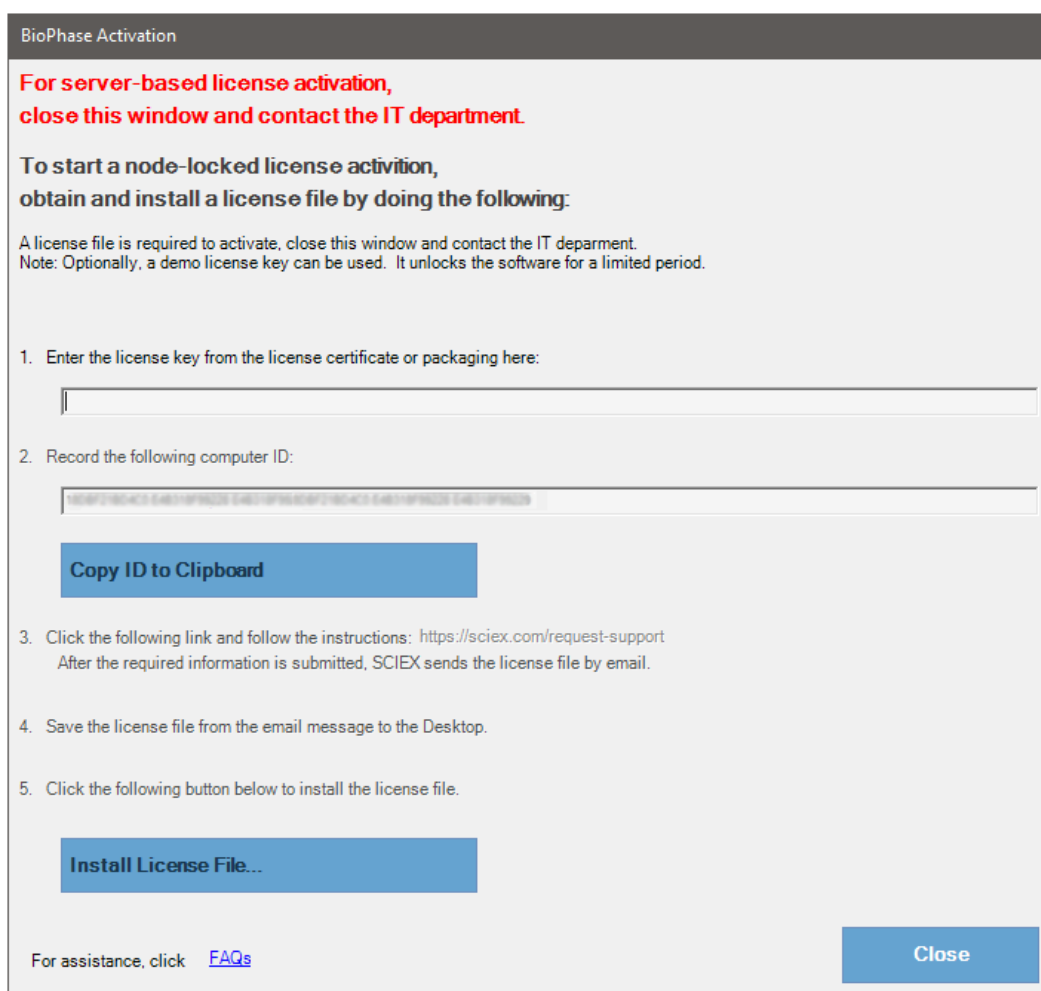 BioPhase Activation
For server-based license activation,
close this window and contact the IT department.
To start a node-locked license activition,
obtain and install a license file by doing the following:
A license file is required to activate, close this window and contact the IT deparment.
Note: Optionally, a demo license key can be used.  It unlocks the software for a limited period.
1. Enter the license key from the license certificate or packaging here:
2. Record the following computer ID:
Copy ID to Clipboard
3. Click the following link and follow the instructions: https://sciex.com/request-support
After the required information is submitted, SCIEX sends the license file by email.
4. Save the license file from the email message to the Desktop.
5. Click the following button below to install the license file.
Install License File...
For assistance, click FAQs
Close